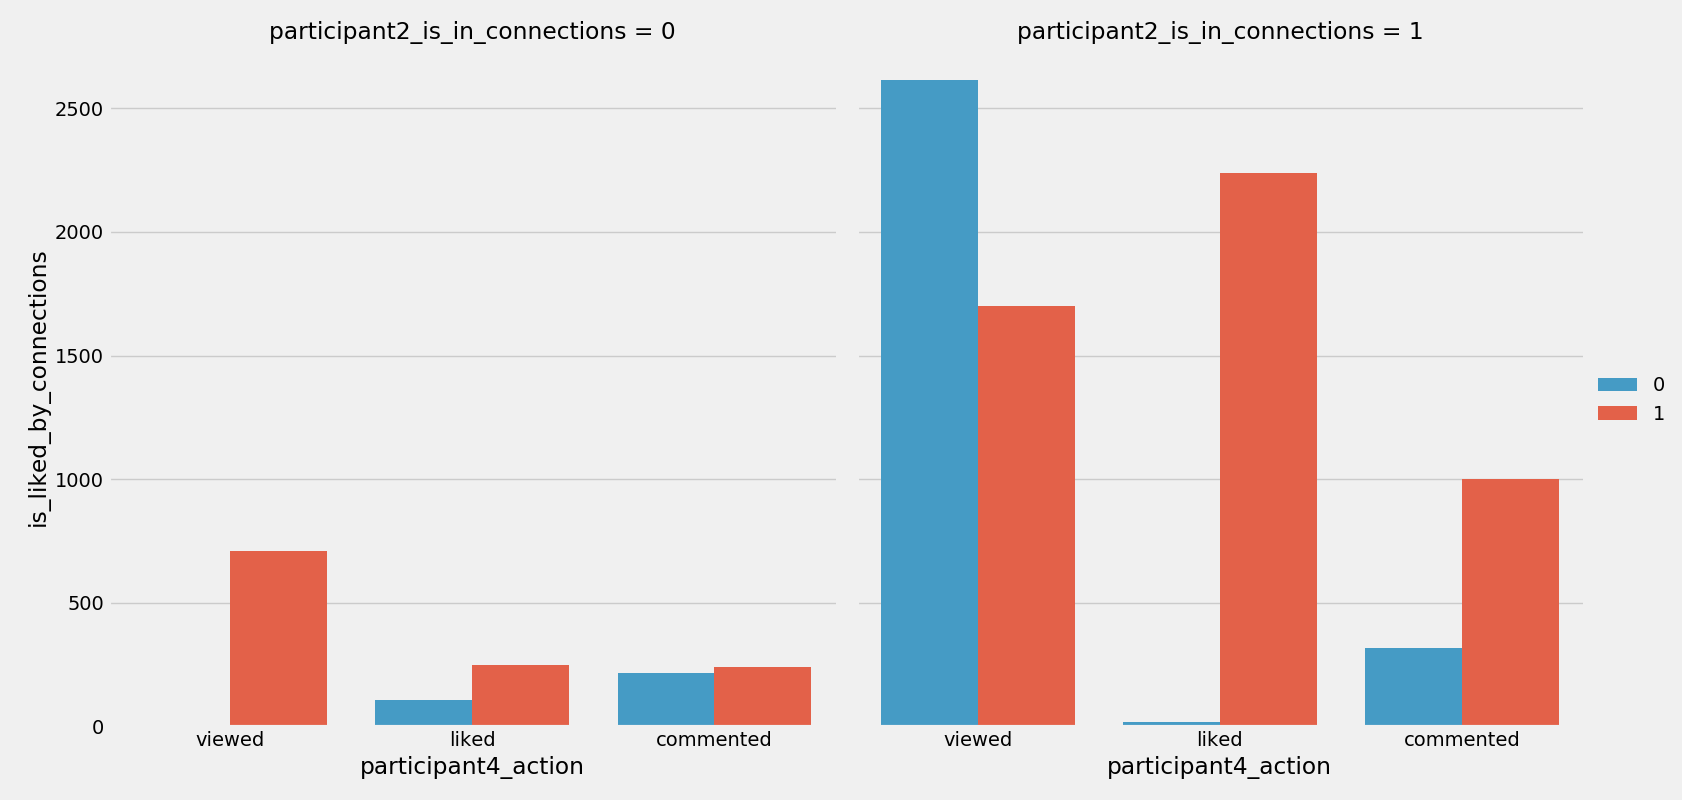 participant2_is_in_connections = 0
participant2_is_in_connections = 1
is_liked_by_connections
2500
2000
1500
1000
500
0
viewed
liked
commented
participant4_action
viewed
liked
commented
participant4_action
0
1